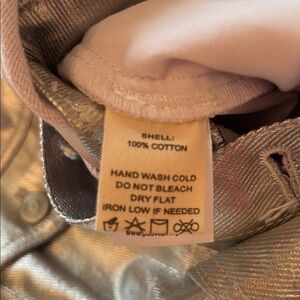 SHELL:
100% COTTON
HAND WASH COLD
DO NOT BLEACH
DRY FLAT
IRON LOW IF NEEDED